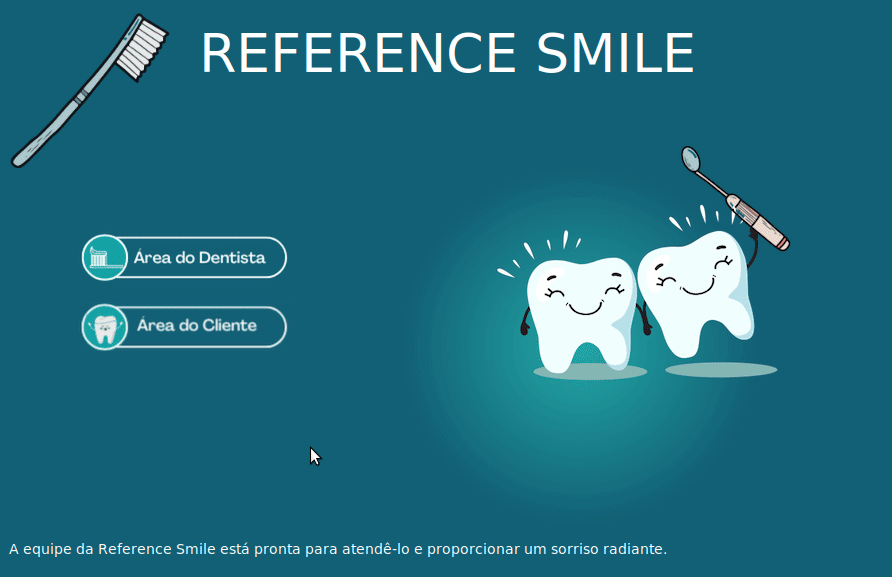 REFERENCE SMILE
Área do Dentista
Área do Cliente
A equipe da Reference Smile está pronta para atendê-lo e proporcionar um sorriso radiante.